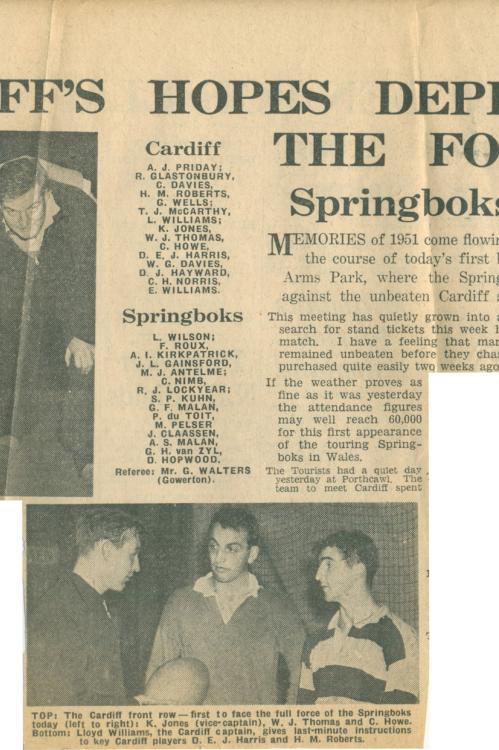 FF'S HOPES DEP
THE FO
Springboks
Cardiff
A. J. PRIDAY;
R. GLASTONBURY,
C. DAVIES,
H. M. ROBERTS,
G. WELLS;
T. J. McCARTHY,
L. WILLIAMS;
K. JONES,
W. J. THOMAS,
C. HOWE,
D. E. J. HARRIS,
W. G. DAVIES,
D. J. HAYWARD,
C. H. NORRIS,
E. WILLIAMS.
Springboks
L. WILSON;
F. ROUX,
A. I. KIRKPATRICK,
J. L. GAINSFORD,
M. J. ANTELME;
C. NIMB,
R. J. LOCKYEAR;
S. P. KUHN,
G. F. MALAN,
P. du TOIT,
M. PELSER
J. CLAASSEN,
A. S. MALAN,
G. H. van ZYL,
D. HOPWOOD.
Referee: Mr. G. WALTERS
(Gowerton).
MEMORIES of 1951 come flowin
the course of today's first
Arms Park, where the Spring
against the unbeaten Cardiff
This meeting has quietly grown into
search for stand tickets this week
match. I have a feeling that man
remained unbeaten before they cha
purchased quite easily two weeks ago
If the weather proves as
fine as it was yesterday
the attendance figures
may well reach 60,000
for this first appearance
of the touring Spring-
boks in Wales.
The Tourists had a quiet day
yesterday at Porthcawl. The
team to meet Cardiff spent
TOP: The Cardiff front row—first to face the full force of the Springboks
today (left to right): K. Jones (vice-captain), W. J. Thomas and C. Howe.
Bottom: Lloyd Williams, the Cardiff captain, gives last-minute instructions
to key Cardiff players D. E. J. Harris and H. M. Roberts.